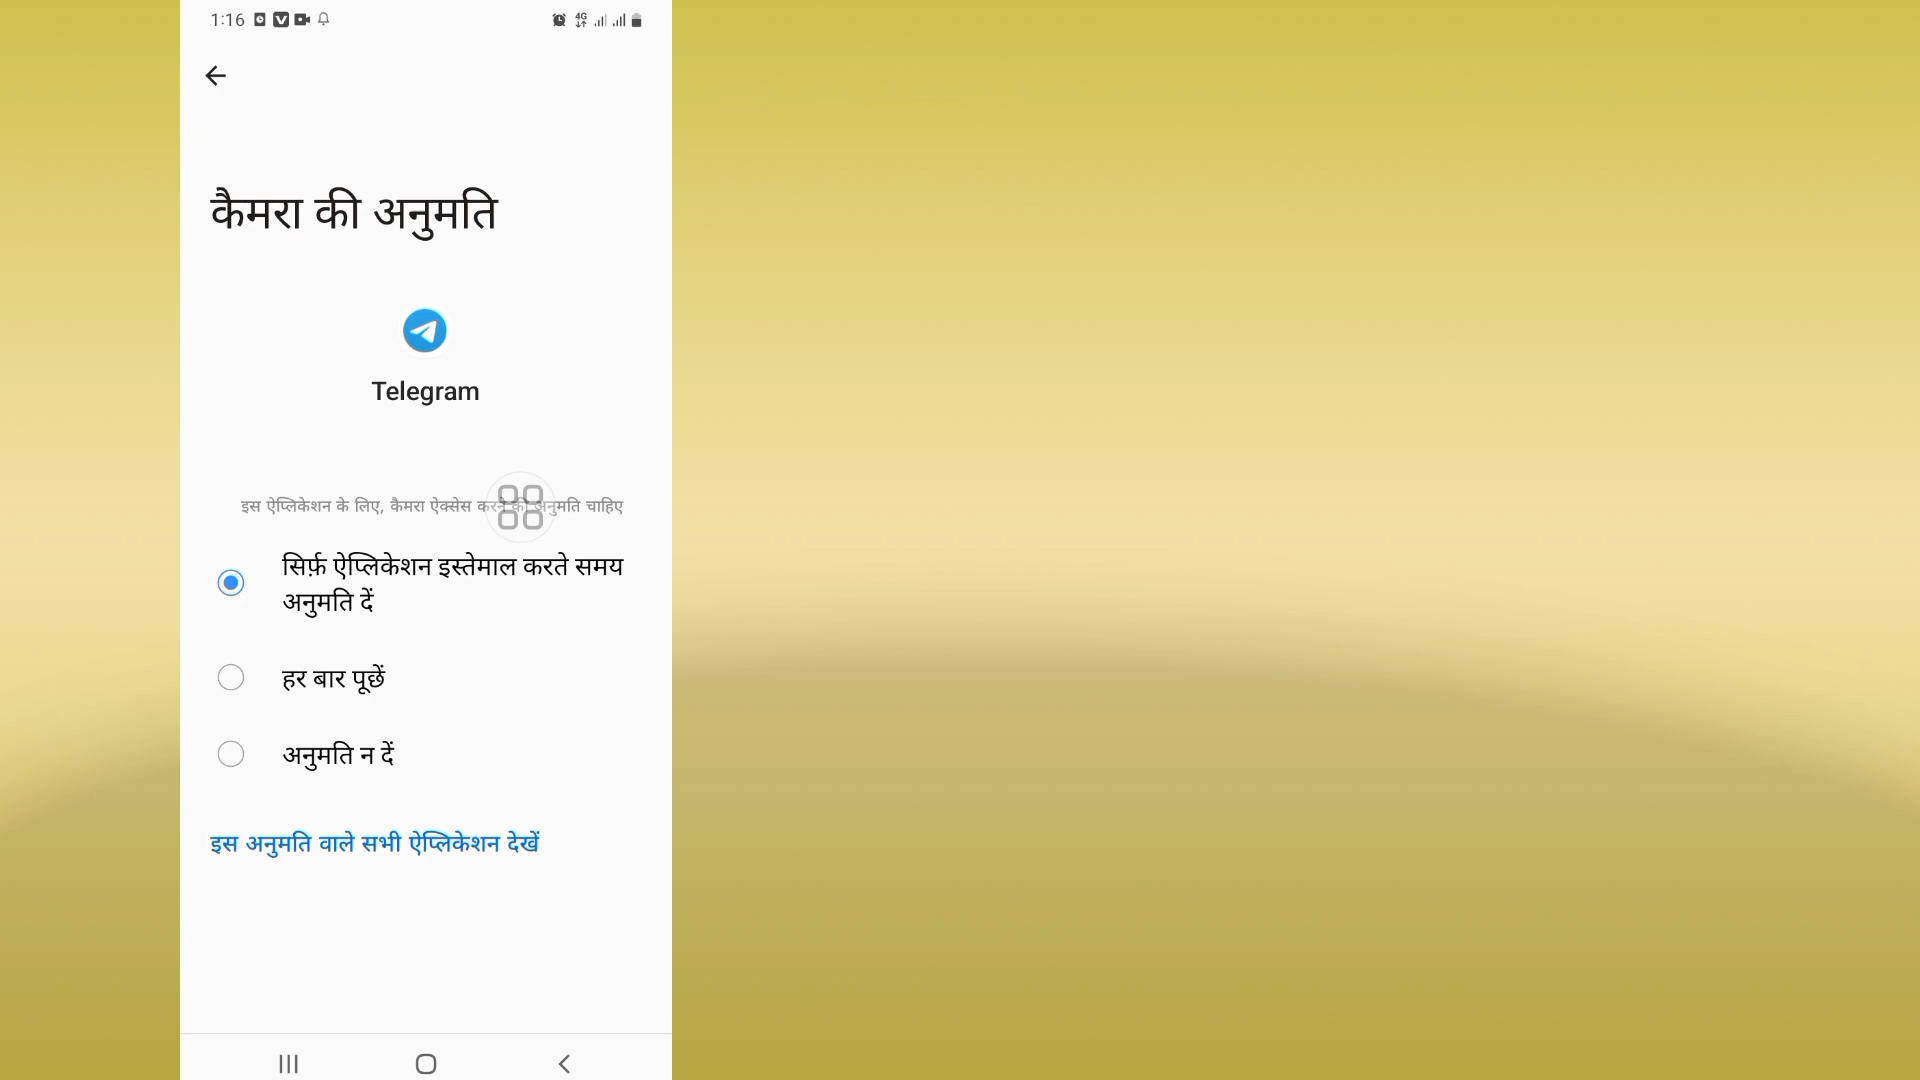 1:16
4G
कैमरा की अनुमति
Telegram
इस ऐप्लिकेशन के लिए, कैमरा ऐक्सेस करने की अनुमति चाहिए
सिर्फ़ ऐप्लिकेशन इस्तेमाल करते समय
अनुमति दें
हर बार पूछें
अनुमति न दें
इस अनुमति वाले सभी ऐप्लिकेशन देखें